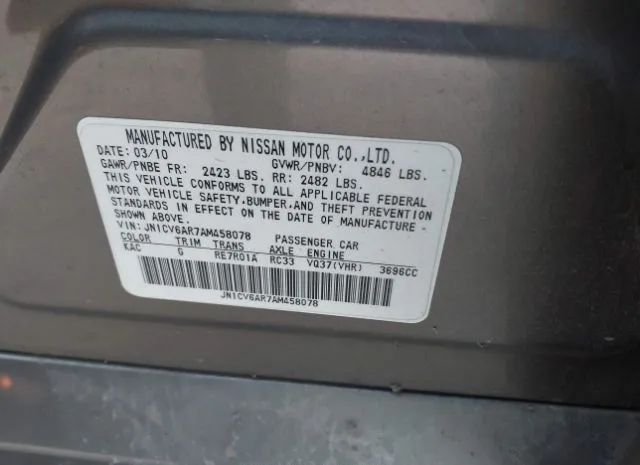 MANUFACTURED BY NISSAN MOTOR CO.,LTD.
DATE: 03/10 GVWR/PNBV: 4846 LBS.
GAWR/PNBE FR: 2423 LBS. RR: 2482 LBS.
THIS VEHICLE CONFORMS TO ALL APPLICABLE FEDERAL
MOTOR VEHICLE SAFETY,BUMPER,AND THEFT PREVENTION
STANDARDS IN EFFECT ON THE DATE OF MANUFACTURE
SHOWN ABOVE.
VIN: JN1CV6AR7AM458078 PASSENGER CAR
COLOR TRIM TRANS AXLE ENGINE
KAC G RE7R01A RC33 VQ37(VHR) 3696CC
JN1CV6AR7AM458078